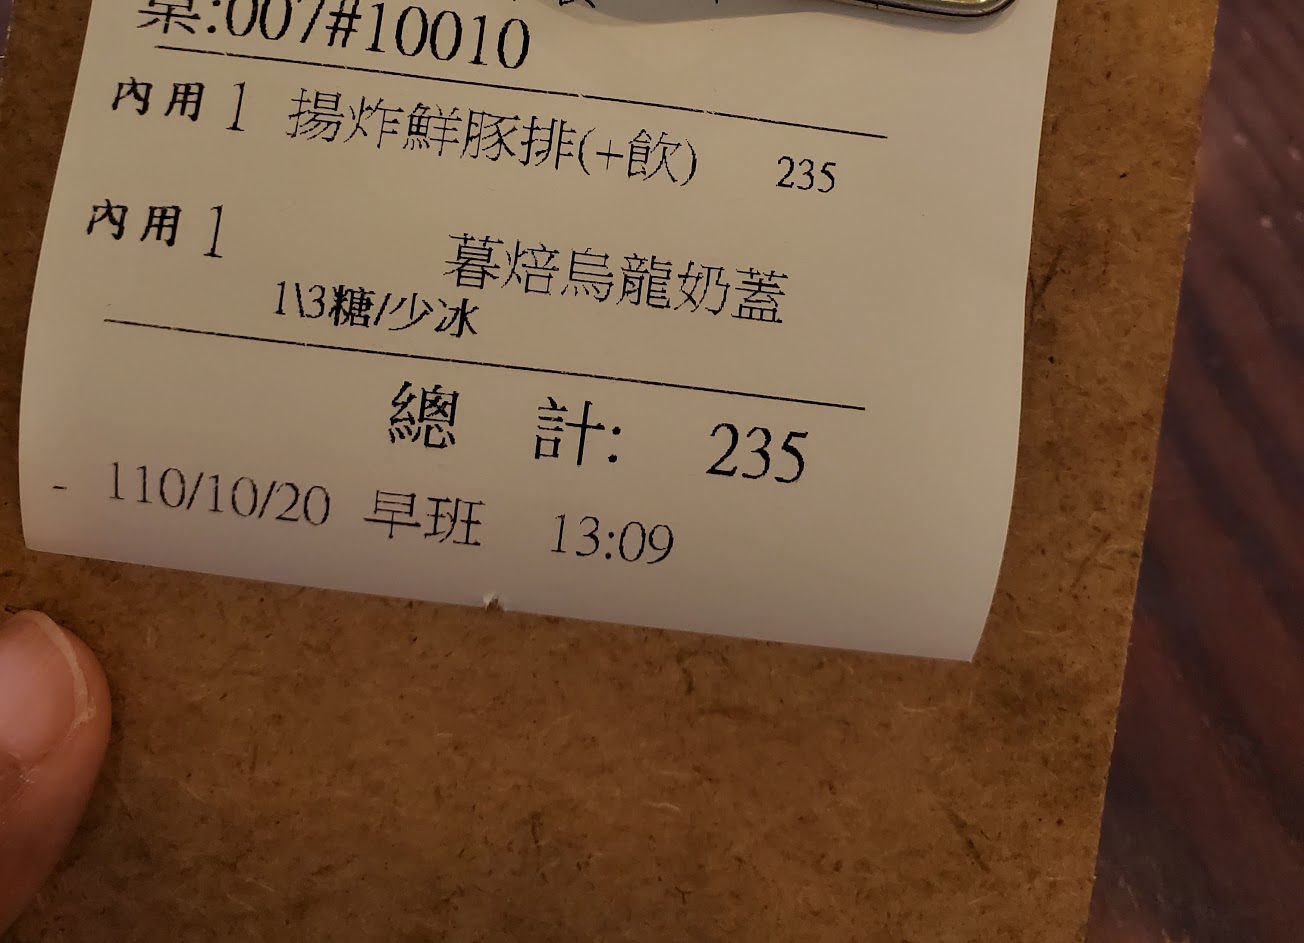 桌:007#10010
內用 1 揚炸鮮豚排(+飲) 235
內用 1 暮焙烏龍奶蓋
1\3糖/少冰
總 計: 235
- 110/10/20 早班 13:09